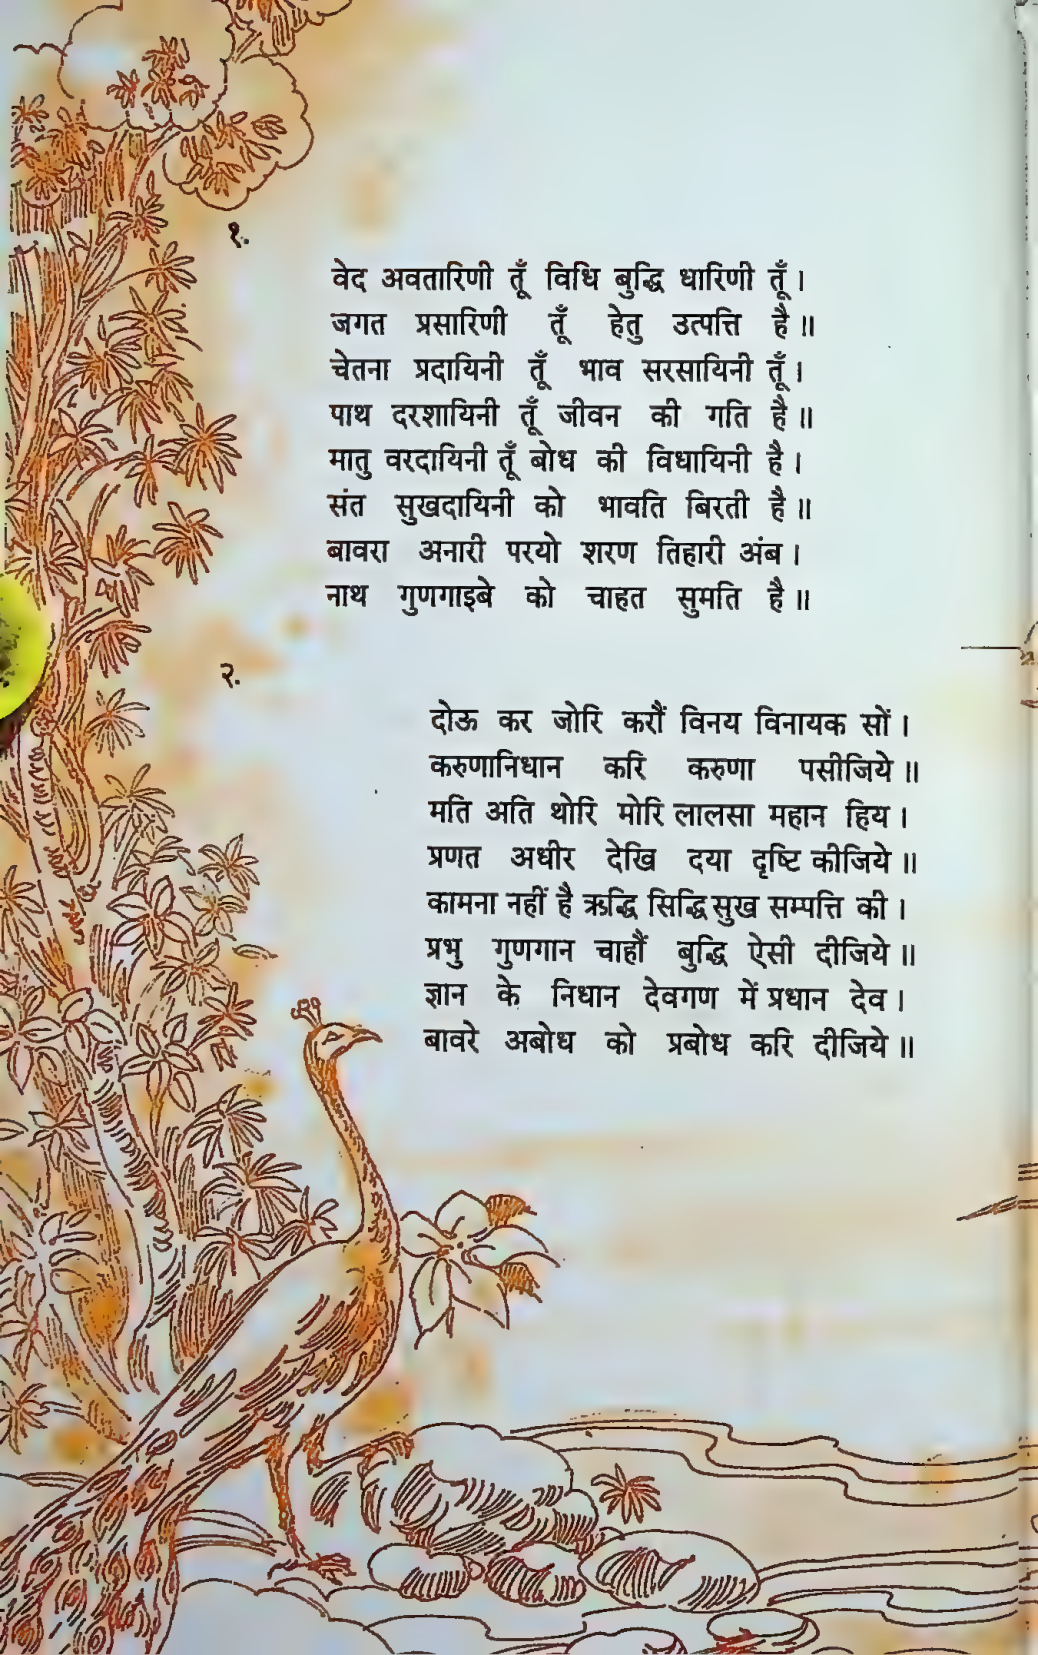 १.
वेद अवतारिणी तूँ विधि बुद्धि धारिणी तूँ ।
जगत प्रसारिणी तूँ हेतु उत्पत्ति है ॥
चेतना प्रदायिनी तूँ भाव सरसायिनी तूँ ।
पाथ दरशायिनी तूँ जीवन की गति है ॥
मातु वरदायिनी तूँ बोध की विधायिनी है ।
संत सुखदायिनी को भावति बिरती है ॥
बावरा अनारी परयो शरण तिहारी अंब ।
नाथ गुणगाइबे को चाहत सुमति है ॥
२.
दोऊ कर जोरि करौं विनय विनायक सों ।
करुणानिधान करि करुणा पसीजिये ॥
मति अति थोरि मोरि लालसा महान हिय ।
प्रणत अधीर देखि दया दृष्टि कीजिये ॥
कामना नहीं है ऋद्धि सिद्धि सुख सम्पत्ति की ।
प्रभु गुणगान चाहौं बुद्धि ऐसी दीजिये ॥
ज्ञान के निधान देवगण में प्रधान देव ।
बावरे अबोध को प्रबोध करि दीजिये ॥